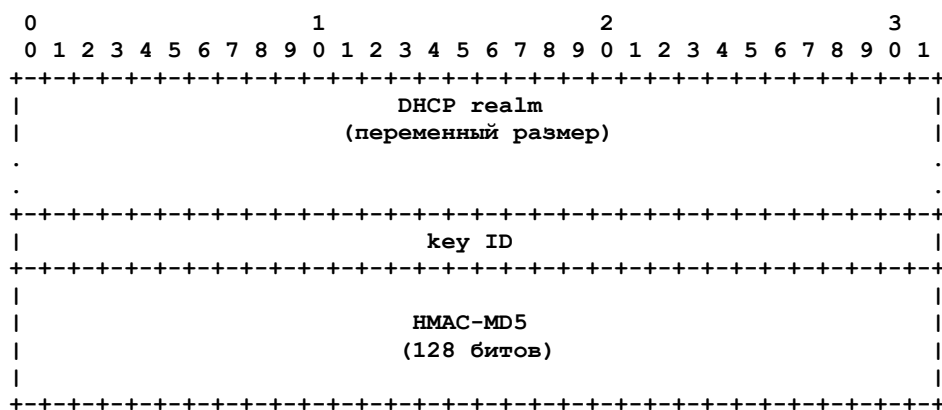 0                   1                   2                   3
 0 1 2 3 4 5 6 7 8 9 0 1 2 3 4 5 6 7 8 9 0 1 2 3 4 5 6 7 8 9 0 1
+-+-+-+-+-+-+-+-+-+-+-+-+-+-+-+-+-+-+-+-+-+-+-+-+-+-+-+-+-+-+-+-+
|                          DHCP realm                           |
|                      (переменный размер)                      |
.                                                               .
.                                                               .
+-+-+-+-+-+-+-+-+-+-+-+-+-+-+-+-+-+-+-+-+-+-+-+-+-+-+-+-+-+-+-+-+
|                            key ID                             |
+-+-+-+-+-+-+-+-+-+-+-+-+-+-+-+-+-+-+-+-+-+-+-+-+-+-+-+-+-+-+-+-+
|                                                               |
|                           HMAC-MD5                            |
|                          (128 битов)                          |
|                                                               |
+-+-+-+-+-+-+-+-+-+-+-+-+-+-+-+-+-+-+-+-+-+-+-+-+-+-+-+-+-+-+-+-+